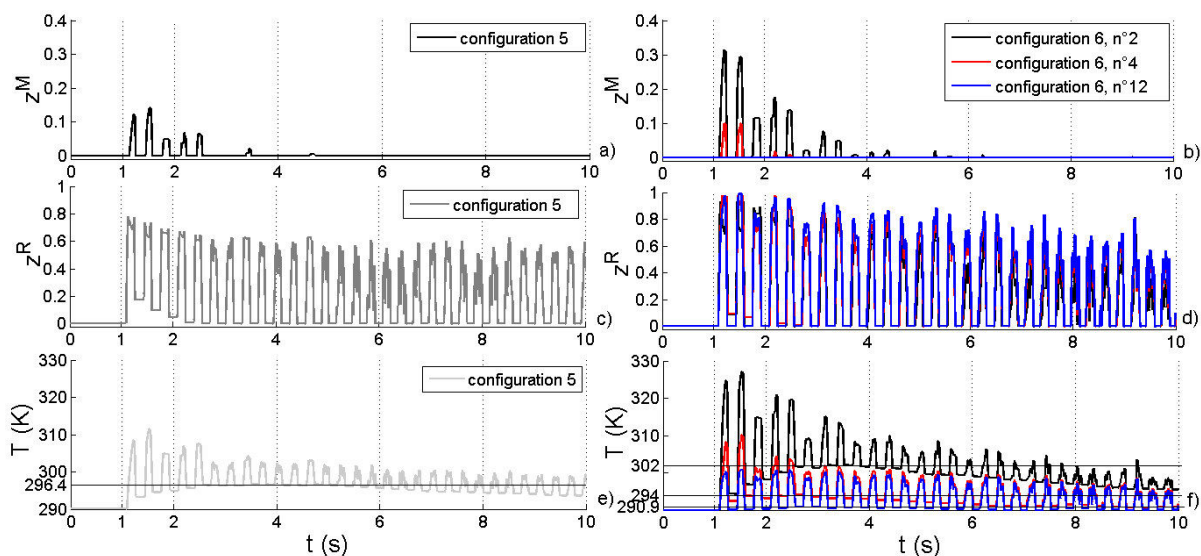 0.4
0.3
0.2
0.1
0
z^M
configuration 5
a)
0 1 2 4 6 8 10
0.4
0.3
0.2
0.1
0
z^M
configuration 6, n°2
configuration 6, n°4
configuration 6, n°12
b)
0 1 2 4 6 8 10
1
0.8
0.6
0.4
0.2
0
z^R
configuration 5
c)
0 1 2 4 6 8 10
1
0.8
0.6
0.4
0.2
0
z^R
d)
0 1 2 4 6 8 10
330
320
310
300
296.4
290
T (K)
configuration 5
e)
0 1 2 4 6 8 10
t (s)
330
320
310
302
294
290.9
T (K)
f)
0 1 2 4 6 8 10
t (s)